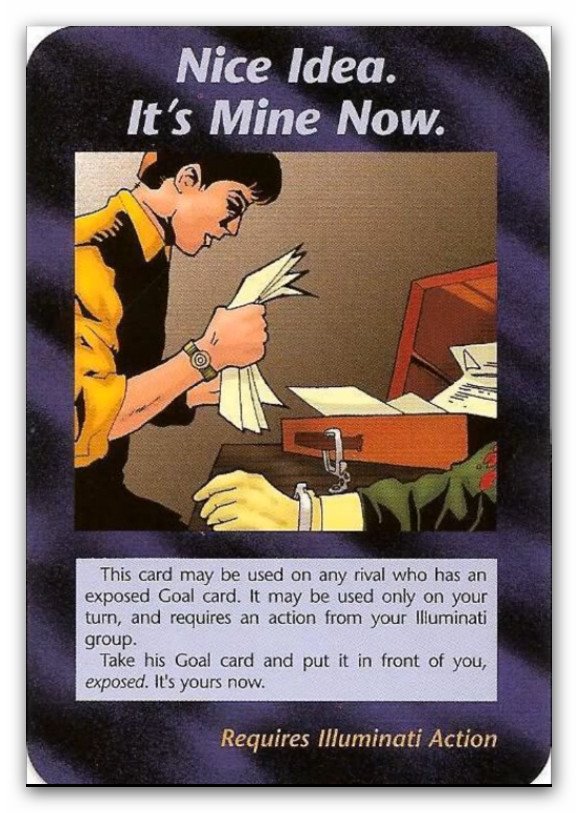 Nice Idea.
It's Mine Now.
This card may be used on any rival who has an
exposed Goal card. It may be used only on your
turn, and requires an action from your Illuminati
group.
Take his Goal card and put it in front of you,
exposed. It's yours now.
Requires Illuminati Action